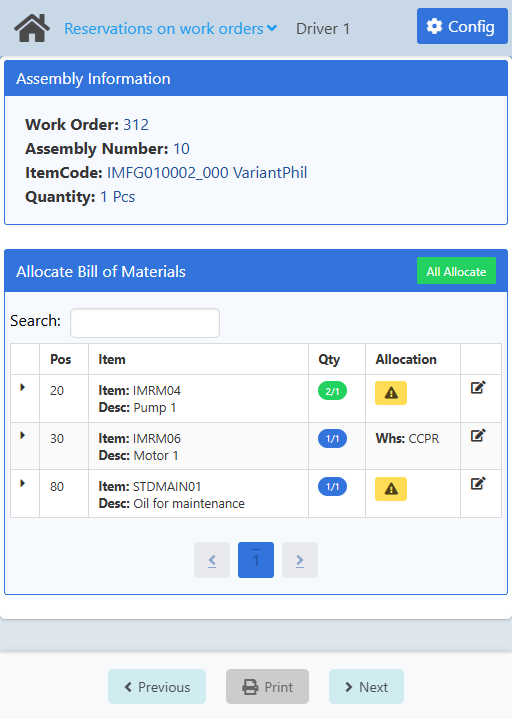 Reservations on work orders Driver 1 Config
Assembly Information
Work Order: 312
Assembly Number: 10
ItemCode: IMFG010002_000 VariantPhil
Quantity: 1 Pcs
Allocate Bill of Materials All Allocate
Search:
Pos Item Qty Allocation
20 Item: IMRM04 2/1
Desc: Pump 1
30 Item: IMRM06 1/1 Whs: CCPR
Desc: Motor 1
80 Item: STDMAIN01 1/1
Desc: Oil for maintenance
< 1 >
Previous Print Next